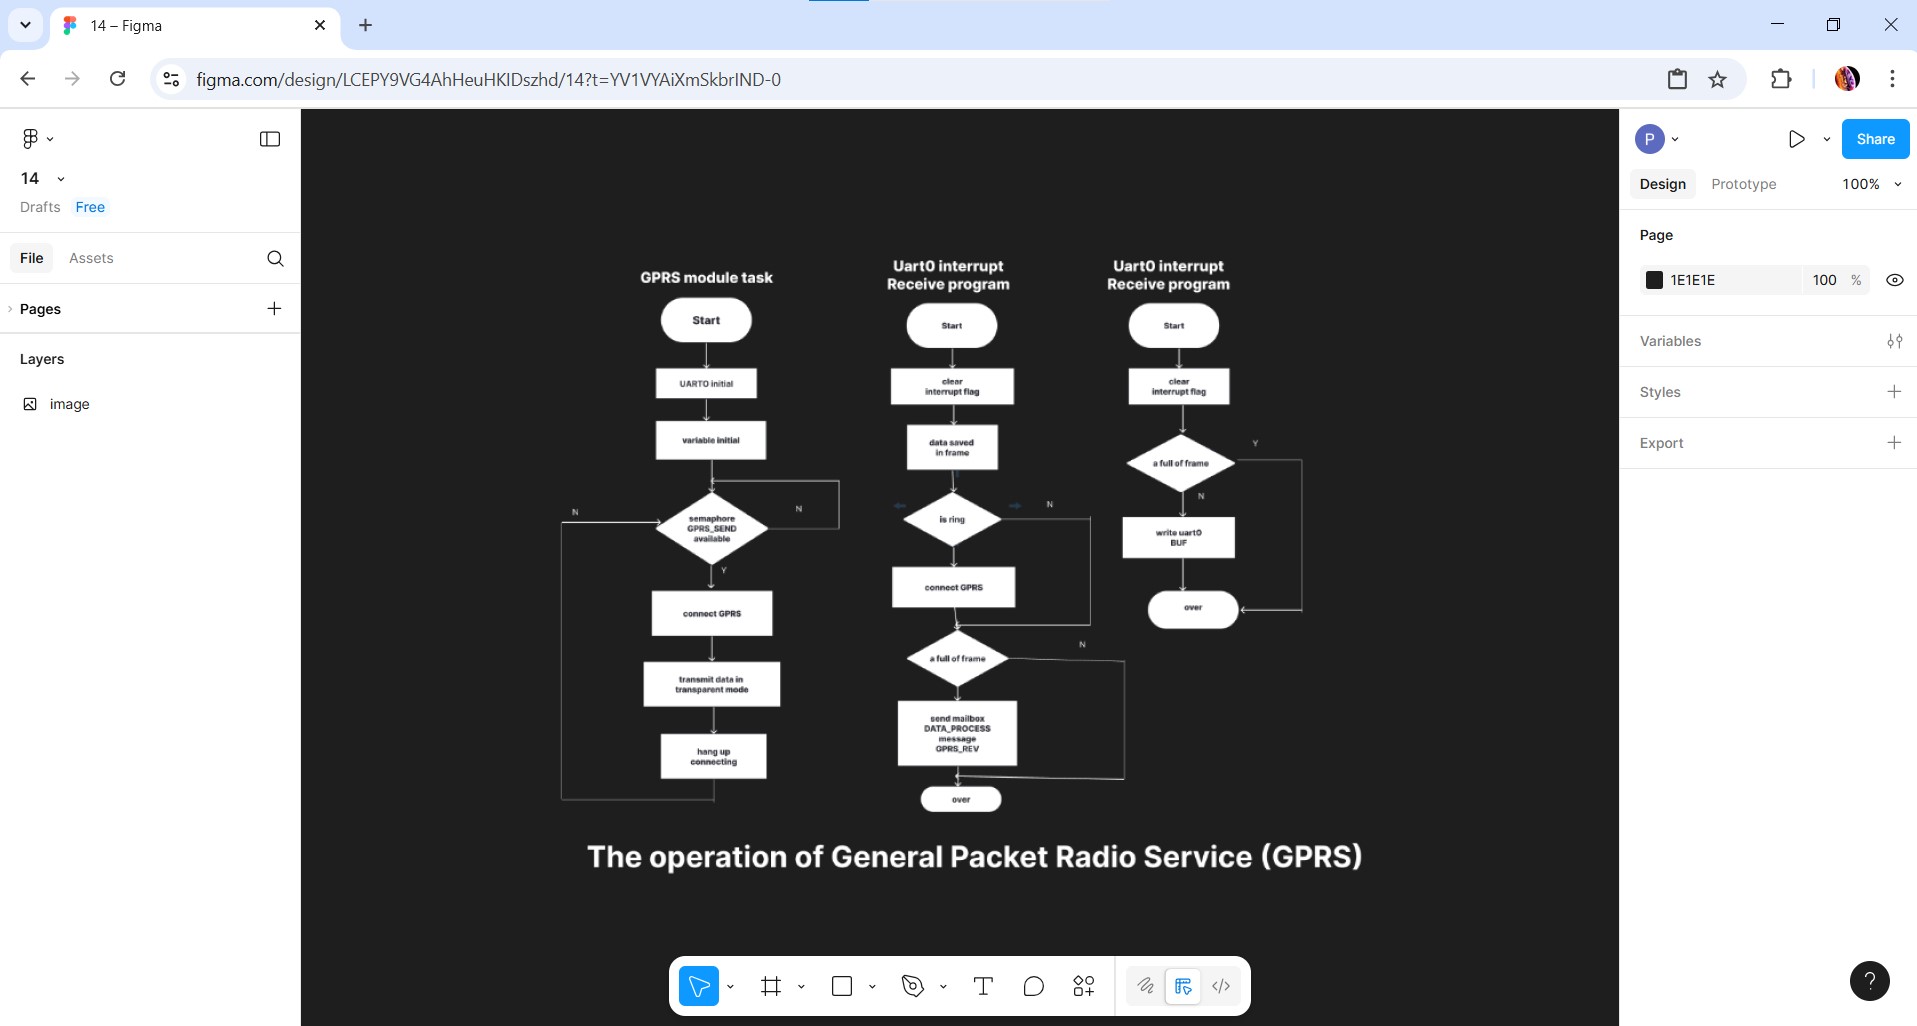 14 – Figma
figma.com/design/LCEPY9VG4AhHeuHKIDszhd/14?t=YV1VYAiXmSkbrIND-0
14
Drafts Free
File Assets
Pages
Layers
image
GPRS module task
Start
UARTO initial
variable initial
N
semaphore
GPRS_SEND
available
N
Y
connect GPRS
transmit data in
transparent mode
hang up
connecting
Uart0 interrupt
Receive program
Start
clear
interrupt flag
data saved
in frame
is ring
N
connect GPRS
a full of frame
N
send mailbox
DATA_PROCESS
message
GPRS_REV
over
Uart0 interrupt
Receive program
Start
clear
interrupt flag
a full of frame
Y
N
write uart0
BUF
over
The operation of General Packet Radio Service (GPRS)
P
Share
Design Prototype 100%
Page
1E1E1E 100 %
Variables
Styles
Export
?